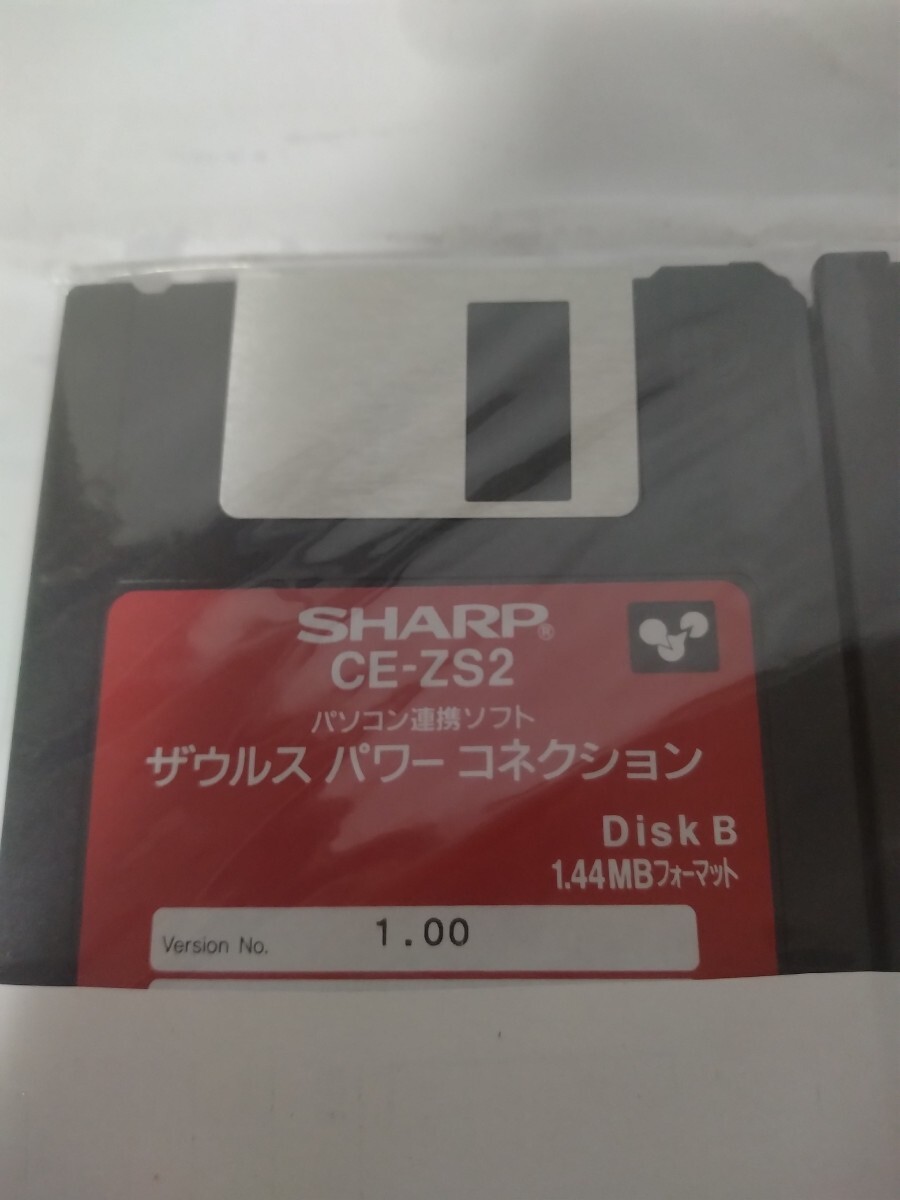 SHARP®
CE-ZS2
パソコン連携ソフト
ザウルス パワー コネクション
Disk B
1.44MBフォーマット
Version No. 1.00